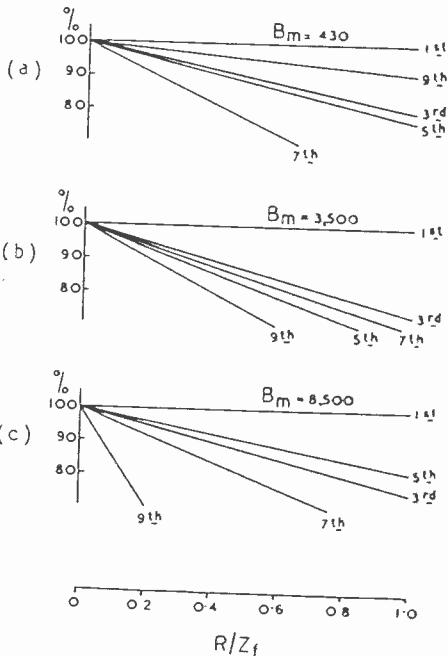 %
100
90
80
(a)
Bm = 430
1st
9th
3rd
5th
7th
%
100
90
80
(b)
Bm = 3,500
1st
3rd
7th
5th
9th
%
100
90
80
(c)
Bm = 8,500
1st
5th
3rd
7th
9th
0 0·2 0·4 0·6 0·8 1·0
R/Zf